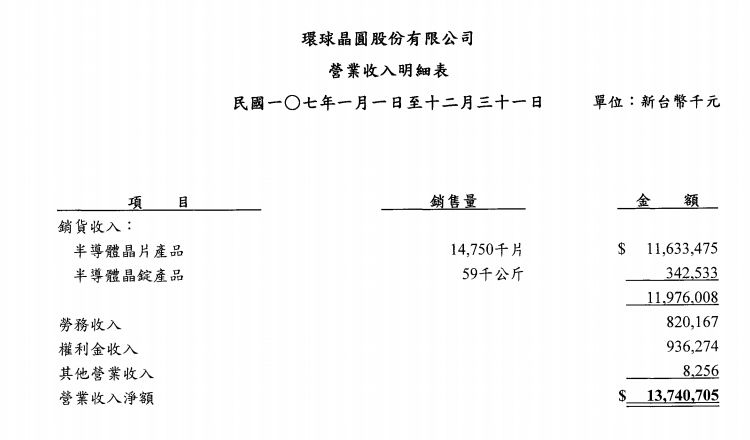 環球晶圓股份有限公司
營業收入明細表
民國一〇七年一月一日至十二月三十一日 單位：新台幣千元
項 目 銷售量 金 額
銷貨收入：
半導體晶片產品 14,750千片 $ 11,633,475
半導體晶錠產品 59千公斤 342,533
11,976,008
勞務收入 820,167
權利金收入 936,274
其他營業收入 8,256
營業收入淨額 $ 13,740,705